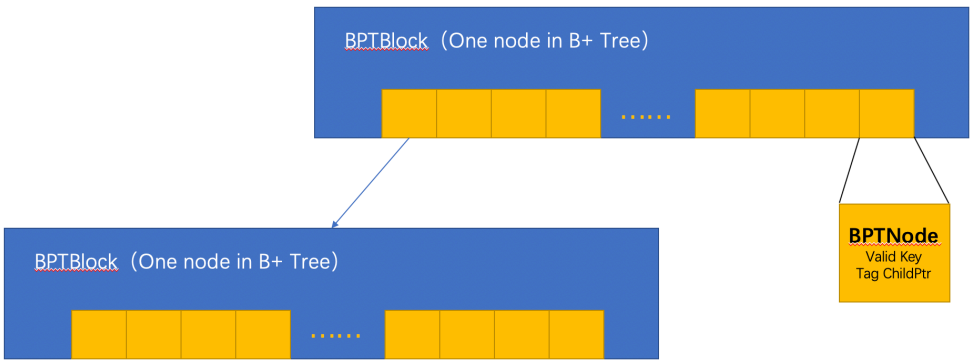 BPTBlock（One node in B+ Tree）
......
BPTNode
Valid Key
Tag ChildPtr
BPTBlock（One node in B+ Tree）
......